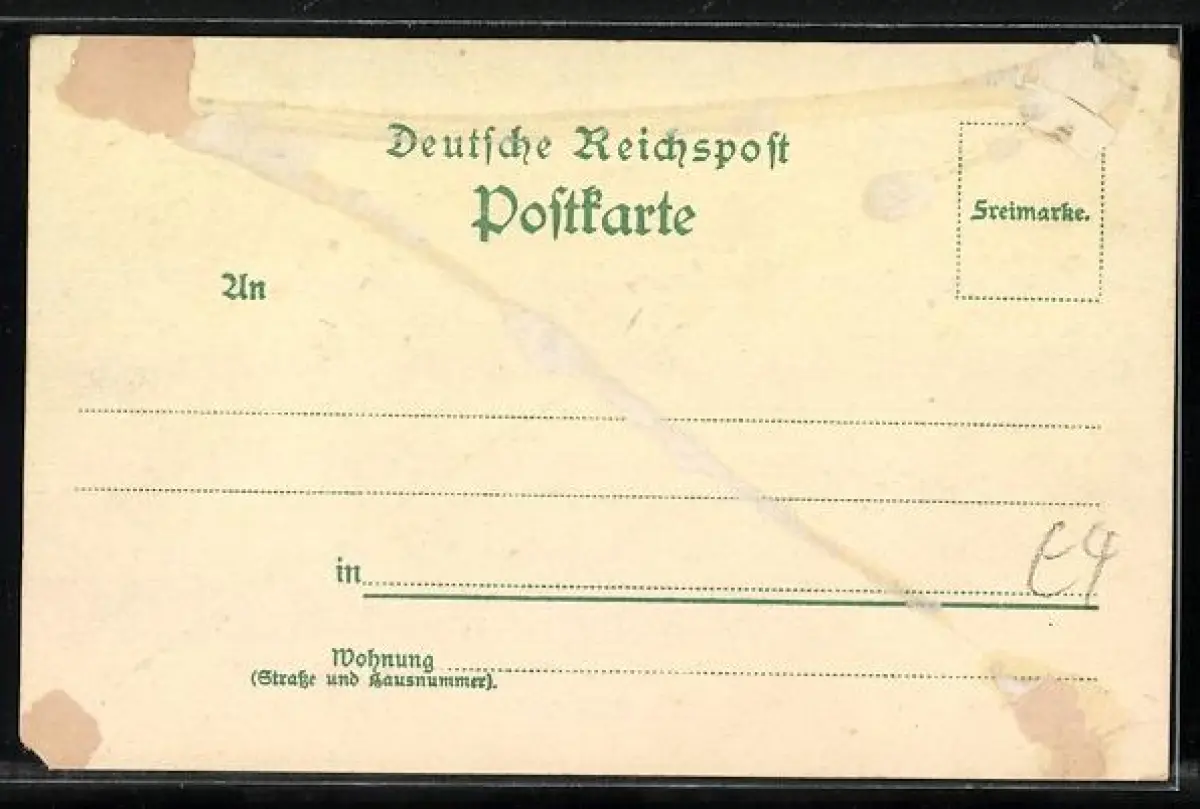 Deutsche Reichspost
Postkarte
Freimarke.
An
in
Wohnung
(Straße und Hausnummer).